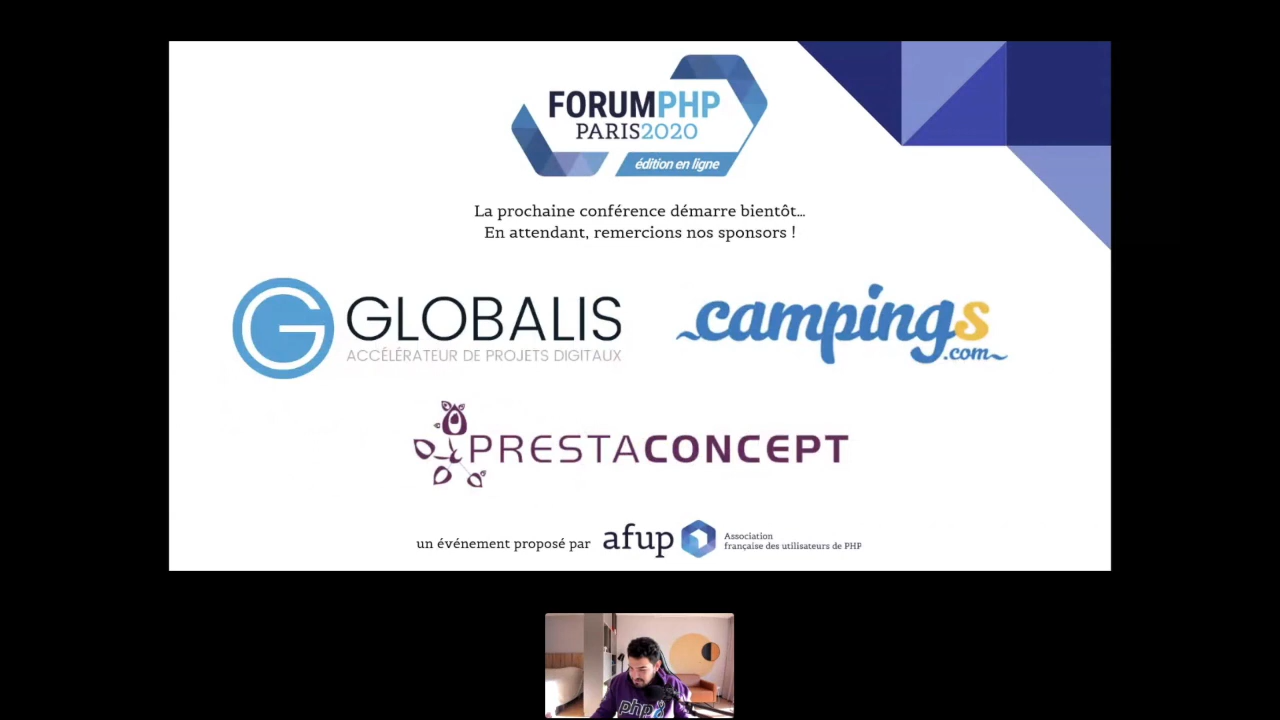 FORUMPHP
PARIS2020
édition en ligne
La prochaine conférence démarre bientôt...
En attendant, remercions nos sponsors !
GLOBALIS
ACCÉLÉRATEUR DE PROJETS DIGITAUX
campings
.com
PRESTACONCEPT
un événement proposé par
afup
Association
française des utilisateurs de PHP
php